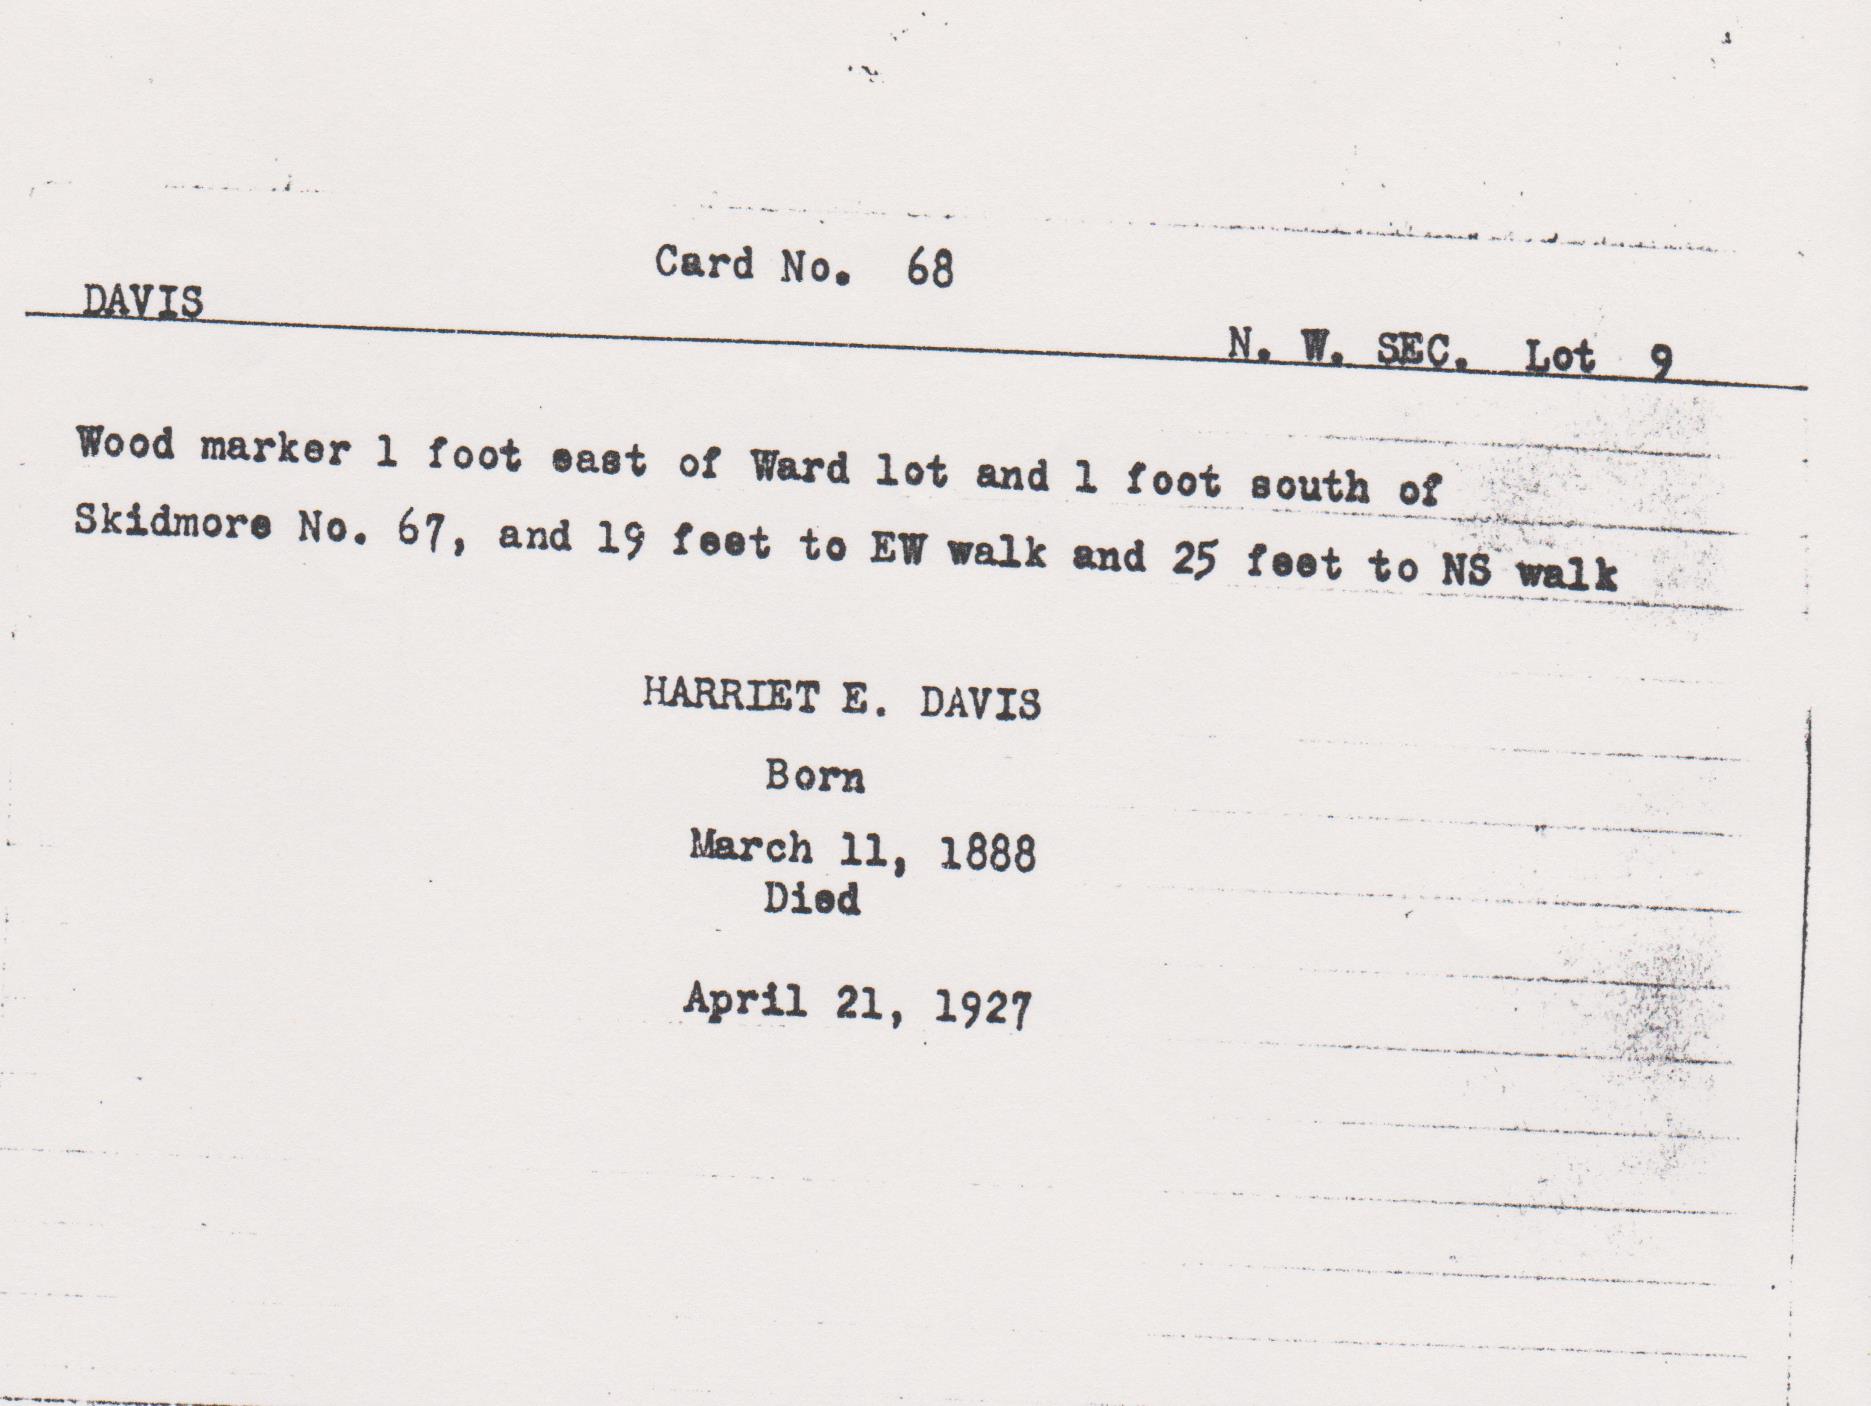 Card No. 68
DAVIS
N. W. SEC. Lot 9
Wood marker 1 foot east of Ward lot and 1 foot south of
Skidmore No. 67, and 19 feet to EW walk and 25 feet to NS walk
HARRIET E. DAVIS
Born
March 11, 1888
Died
April 21, 1927